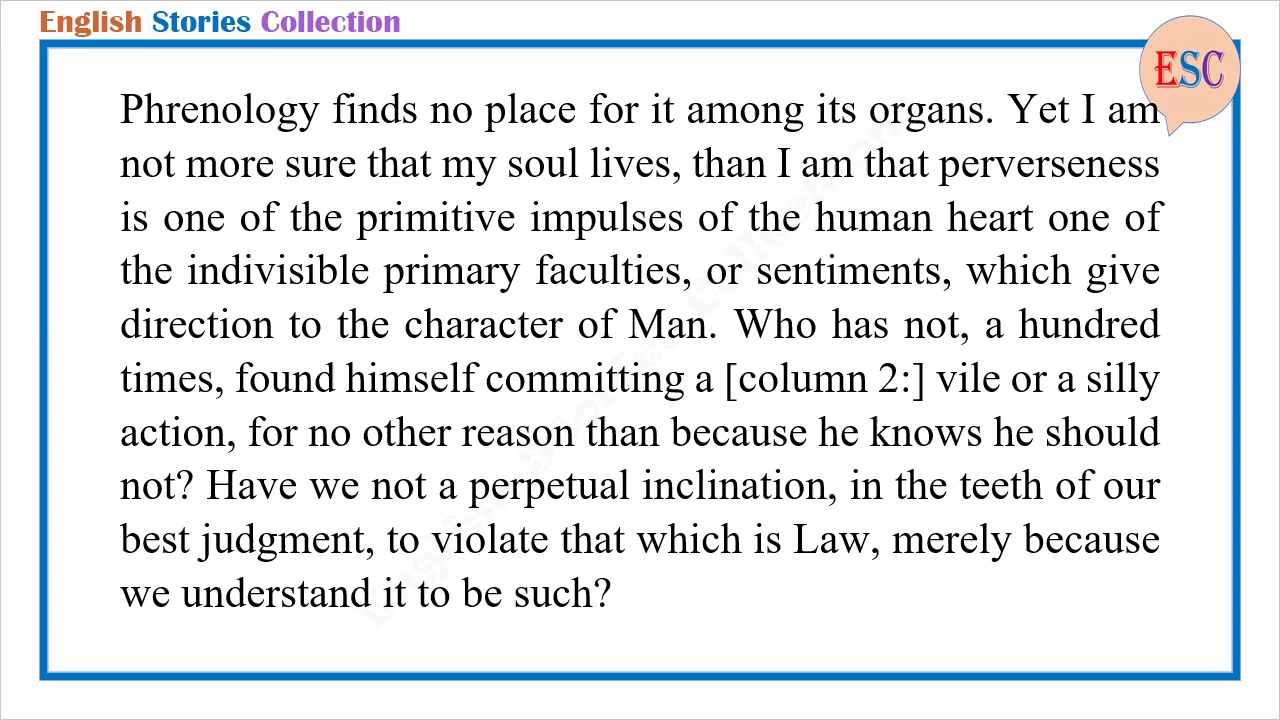 English Stories Collection
ESC
Phrenology finds no place for it among its organs. Yet I am
not more sure that my soul lives, than I am that perverseness
is one of the primitive impulses of the human heart one of
the indivisible primary faculties, or sentiments, which give
direction to the character of Man. Who has not, a hundred
times, found himself committing a [column 2:] vile or a silly
action, for no other reason than because he knows he should
not? Have we not a perpetual inclination, in the teeth of our
best judgment, to violate that which is Law, merely because
we understand it to be such?
English Stories Collection